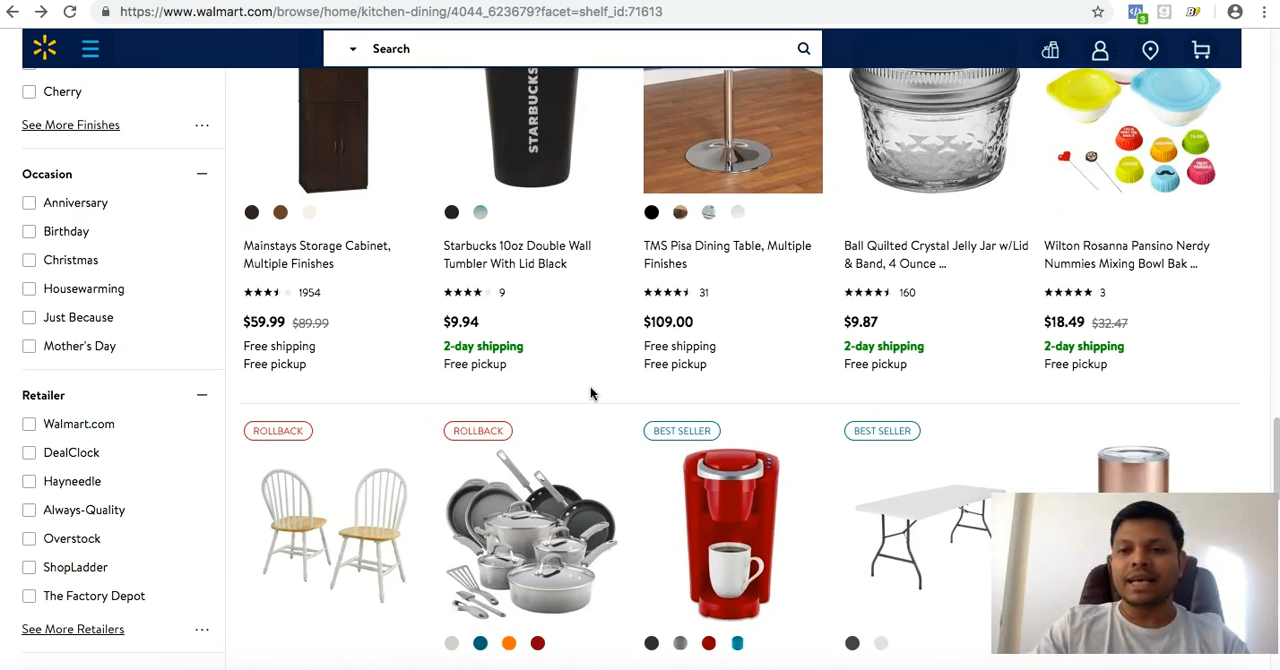 https://www.walmart.com/browse/home/kitchen-dining/4044_623679?facet=shelf_id:71613
3
Search
Cherry
See More Finishes
Occasion
Anniversary
Birthday
Christmas
Housewarming
Just Because
Mother's Day
Retailer
Walmart.com
DealClock
Hayneedle
Always-Quality
Overstock
ShopLadder
The Factory Depot
See More Retailers
Mainstays Storage Cabinet,
Multiple Finishes
1954
$59.99 $89.99
Free shipping
Free pickup
STARBUCKS
Starbucks 10oz Double Wall
Tumbler With Lid Black
9
$9.94
2-day shipping
Free pickup
TMS Pisa Dining Table, Multiple
Finishes
31
$109.00
Free shipping
Free pickup
Ball Quilted Crystal Jelly Jar w/Lid
& Band, 4 Ounce ...
160
$9.87
2-day shipping
Free pickup
Wilton Rosanna Pansino Nerdy
Nummies Mixing Bowl Bak ...
3
$18.49 $32.47
2-day shipping
Free pickup
ROLLBACK
ROLLBACK
BEST SELLER
BEST SELLER